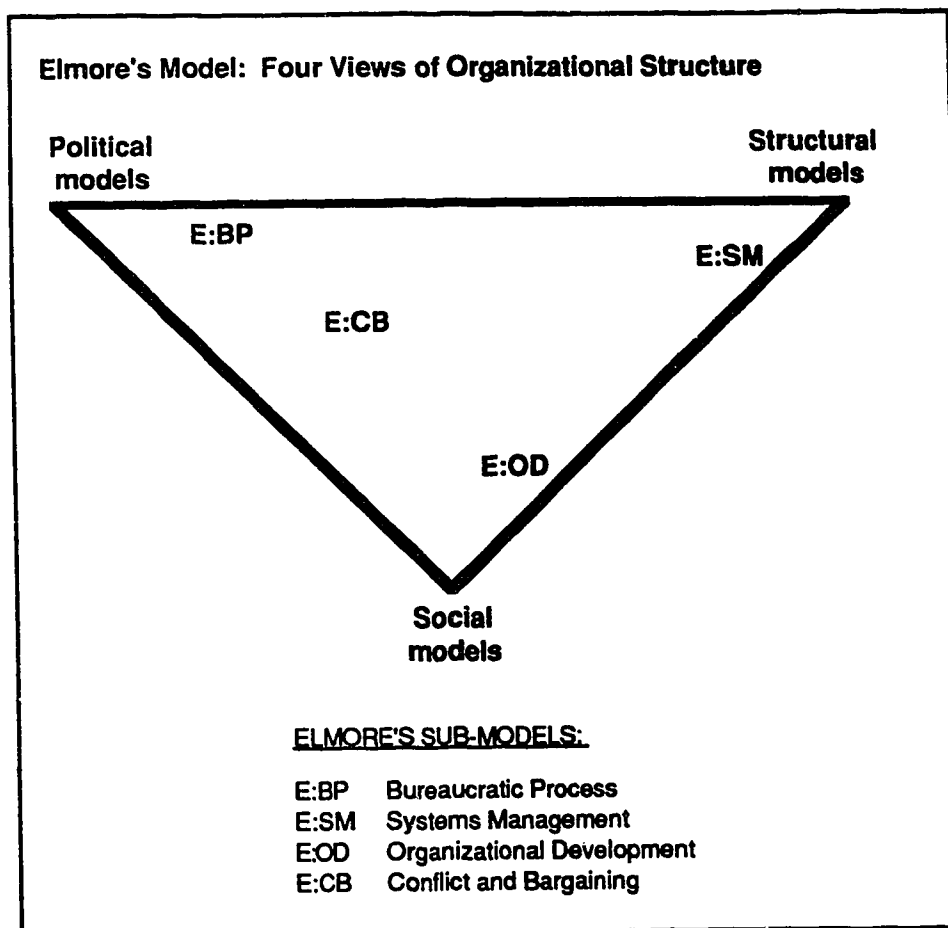 Elmore's Model: Four Views of Organizational Structure
Political
models
Structural
models
E:BP
E:SM
E:CB
E:OD
Social
models
ELMORE'S SUB-MODELS:
E:BP Bureaucratic Process
E:SM Systems Management
E:OD Organizational Development
E:CB Conflict and Bargaining